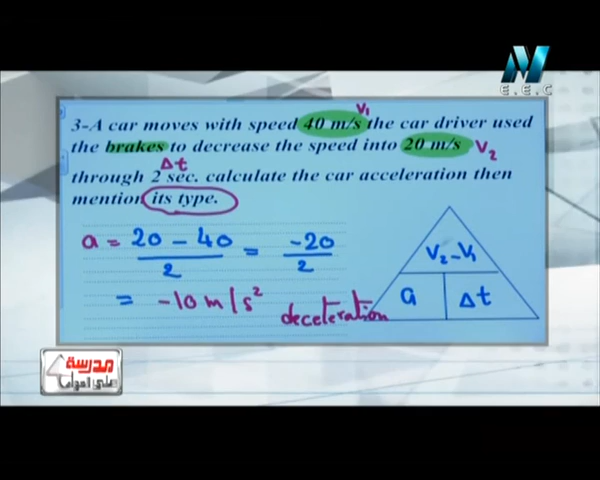 E.E.C
V₁
3-A car moves with speed 40 m/s the car driver used
the brakes to decrease the speed into 20 m/s V₂
Δt
through 2 sec. calculate the car acceleration then
mention its type.
a = 20 - 40 / 2 = -20 / 2
= -10 m/s² deceleration
V₂-V₁
a Δt
مدرسة
على الهواء